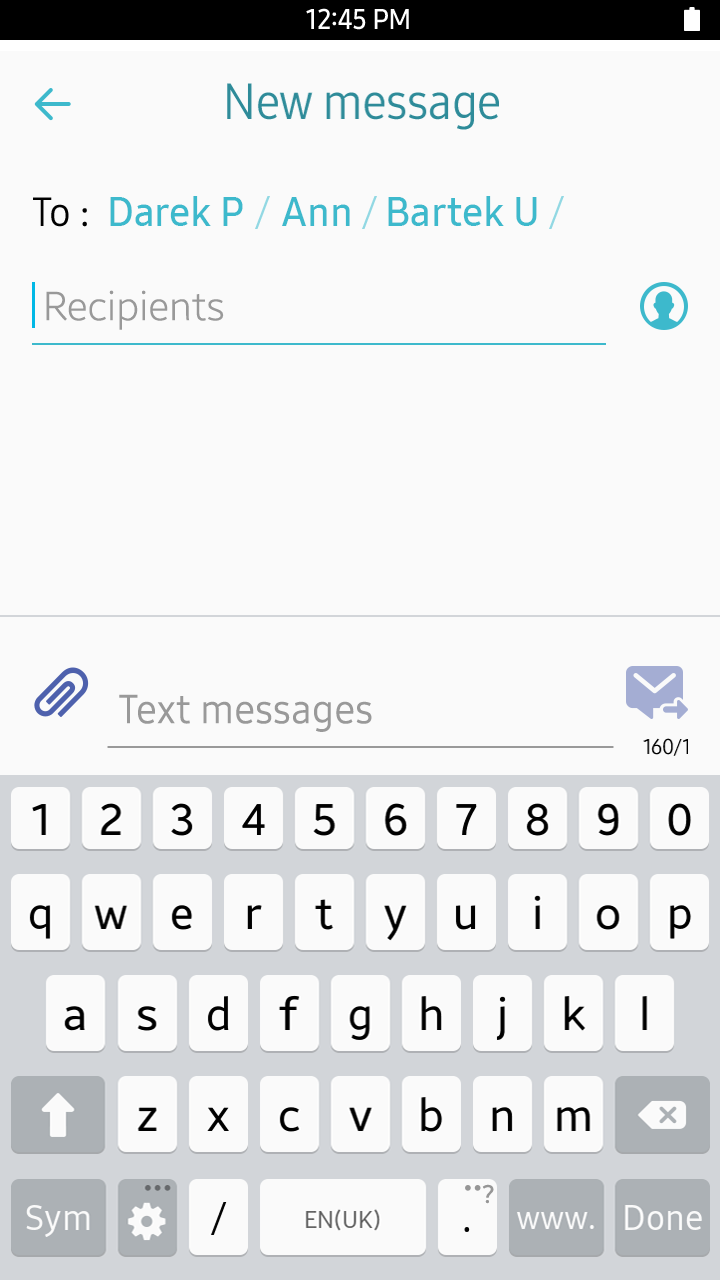 12:45 PM
New message
To : Darek P / Ann / Bartek U /
Recipients
Text messages
160/1
1 2 3 4 5 6 7 8 9 0
q w e r t y u i o p
a s d f g h j k l
z x c v b n m
Sym / EN(UK) . ? www. Done